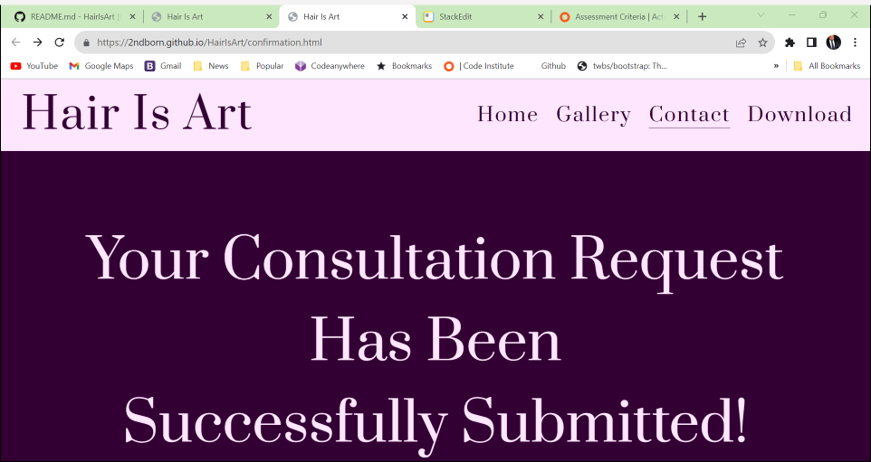 README.md - HairIsArt |
Hair Is Art
Hair Is Art
StackEdit
Assessment Criteria | Act
https://2ndborn.github.io/HairIsArt/confirmation.html
YouTube Google Maps Gmail News Popular Codeanywhere Bookmarks | Code Institute Github twbs/bootstrap: Th... » All Bookmarks
Hair Is Art
Home Gallery Contact Download
Your Consultation Request
Has Been
Successfully Submitted!